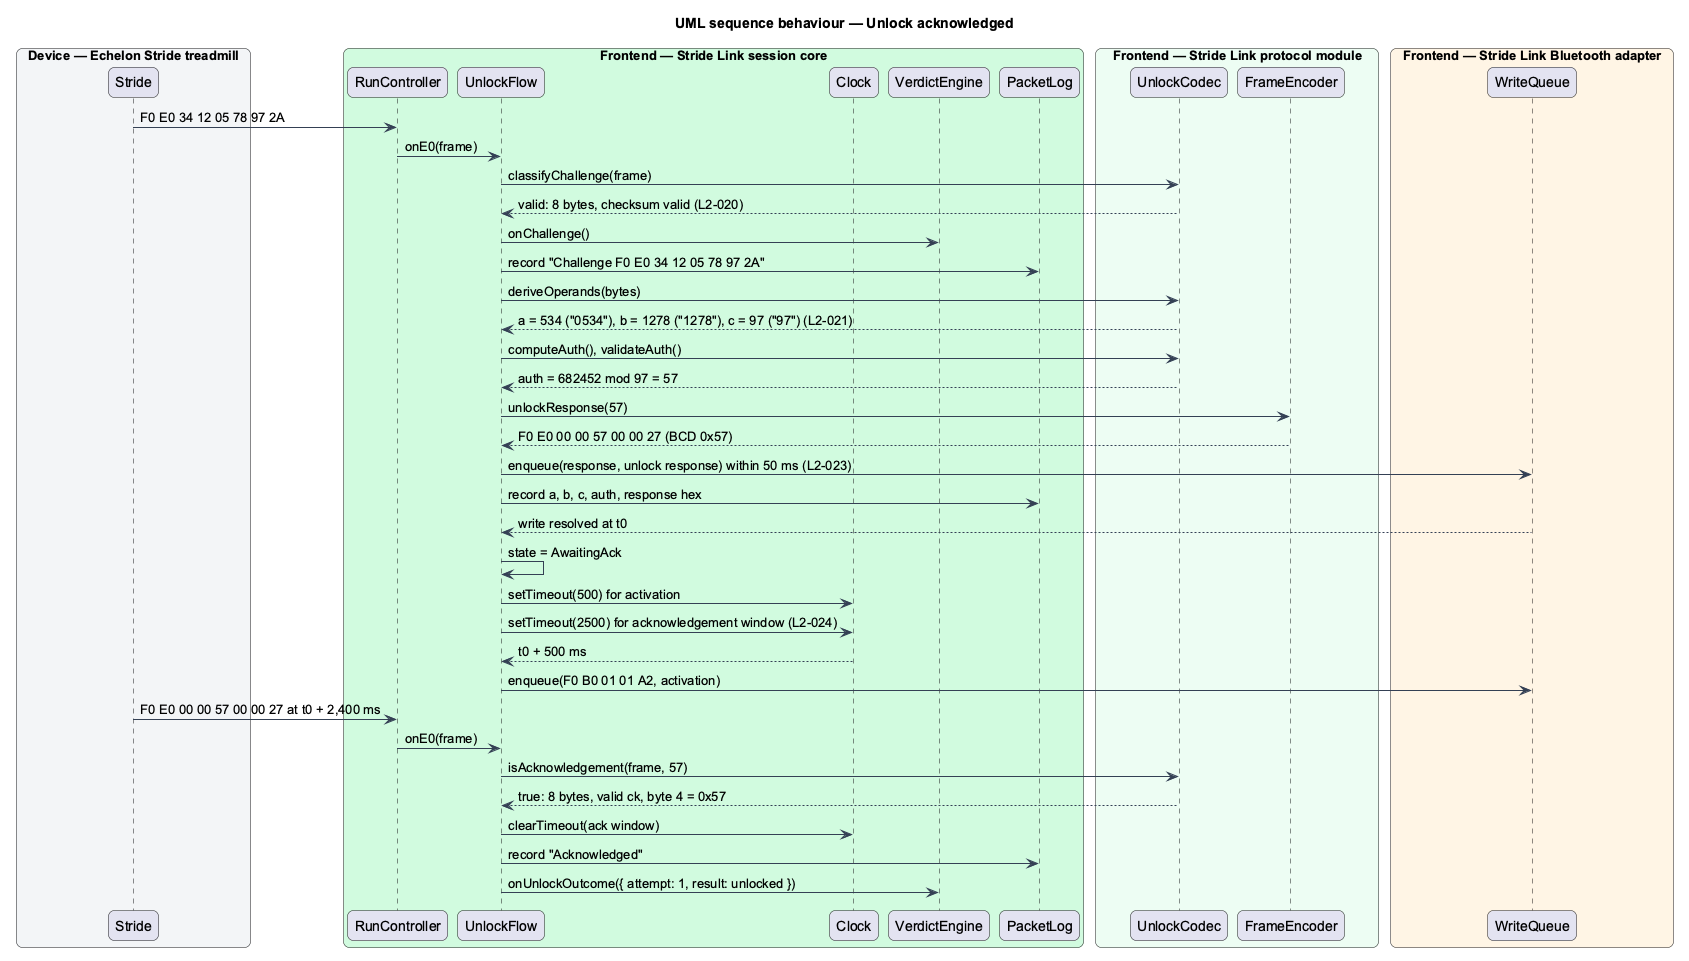 UML sequence behaviour — Unlock acknowledged
Device — Echelon Stride treadmill
Frontend — Stride Link session core
Frontend — Stride Link protocol module
Frontend — Stride Link Bluetooth adapter
Stride
RunController
UnlockFlow
Clock
VerdictEngine
PacketLog
UnlockCodec
FrameEncoder
WriteQueue
F0 E0 34 12 05 78 97 2A
onE0(frame)
classifyChallenge(frame)
valid: 8 bytes, checksum valid (L2-020)
onChallenge()
record "Challenge F0 E0 34 12 05 78 97 2A"
deriveOperands(bytes)
a = 534 ("0534"), b = 1278 ("1278"), c = 97 ("97") (L2-021)
computeAuth(), validateAuth()
auth = 682452 mod 97 = 57
unlockResponse(57)
F0 E0 00 00 57 00 00 27 (BCD 0x57)
enqueue(response, unlock response) within 50 ms (L2-023)
record a, b, c, auth, response hex
write resolved at t0
state = AwaitingAck
setTimeout(500) for activation
setTimeout(2500) for acknowledgement window (L2-024)
t0 + 500 ms
enqueue(F0 B0 01 01 A2, activation)
F0 E0 00 00 57 00 00 27 at t0 + 2,400 ms
onE0(frame)
isAcknowledgement(frame, 57)
true: 8 bytes, valid ck, byte 4 = 0x57
clearTimeout(ack window)
record "Acknowledged"
onUnlockOutcome({ attempt: 1, result: unlocked })
Stride
RunController
UnlockFlow
Clock
VerdictEngine
PacketLog
UnlockCodec
FrameEncoder
WriteQueue